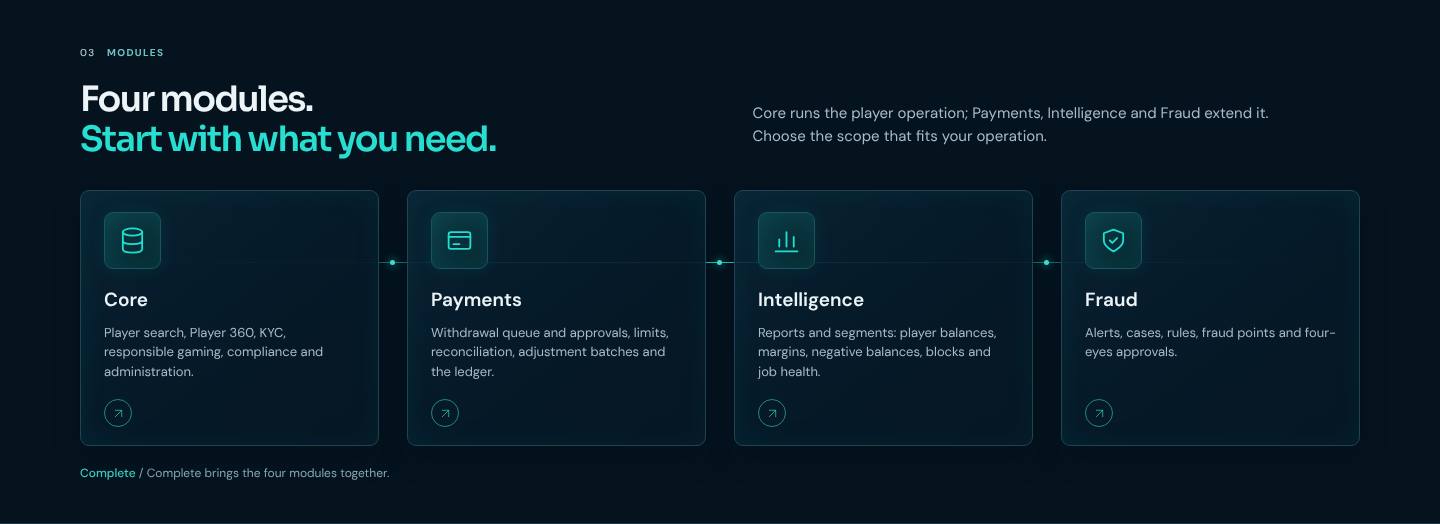 03 MODULES
Four modules.
Start with what you need.
Core runs the player operation; Payments, Intelligence and Fraud extend it.
Choose the scope that fits your operation.
Core
Player search, Player 360, KYC,
responsible gaming, compliance and
administration.
Payments
Withdrawal queue and approvals, limits,
reconciliation, adjustment batches and
the ledger.
Intelligence
Reports and segments: player balances,
margins, negative balances, blocks and
job health.
Fraud
Alerts, cases, rules, fraud points and four-
eyes approvals.
Complete / Complete brings the four modules together.